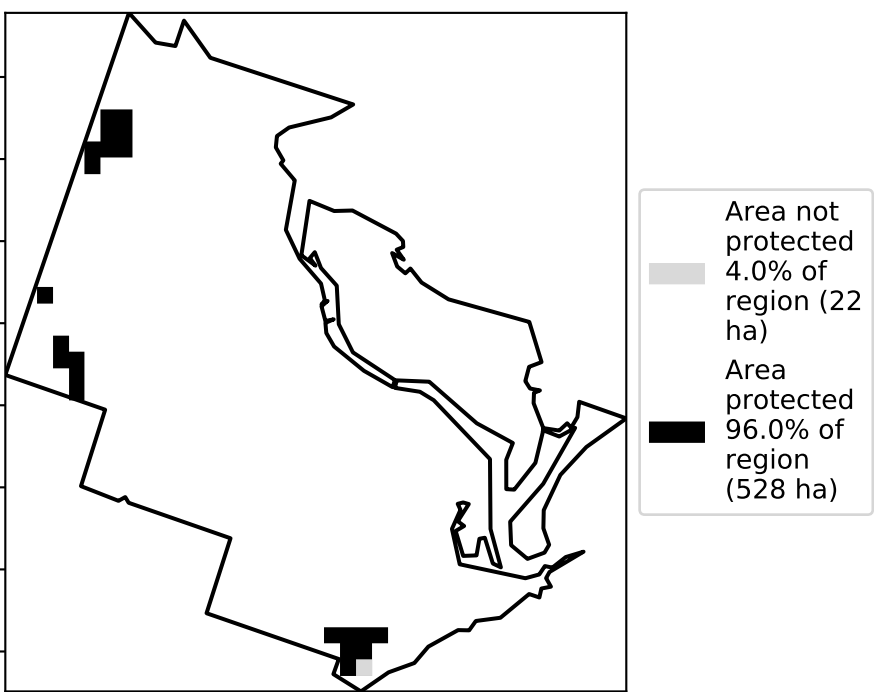 Area not
protected
4.0% of
region (22
ha)
Area
protected
96.0% of
region
(528 ha)